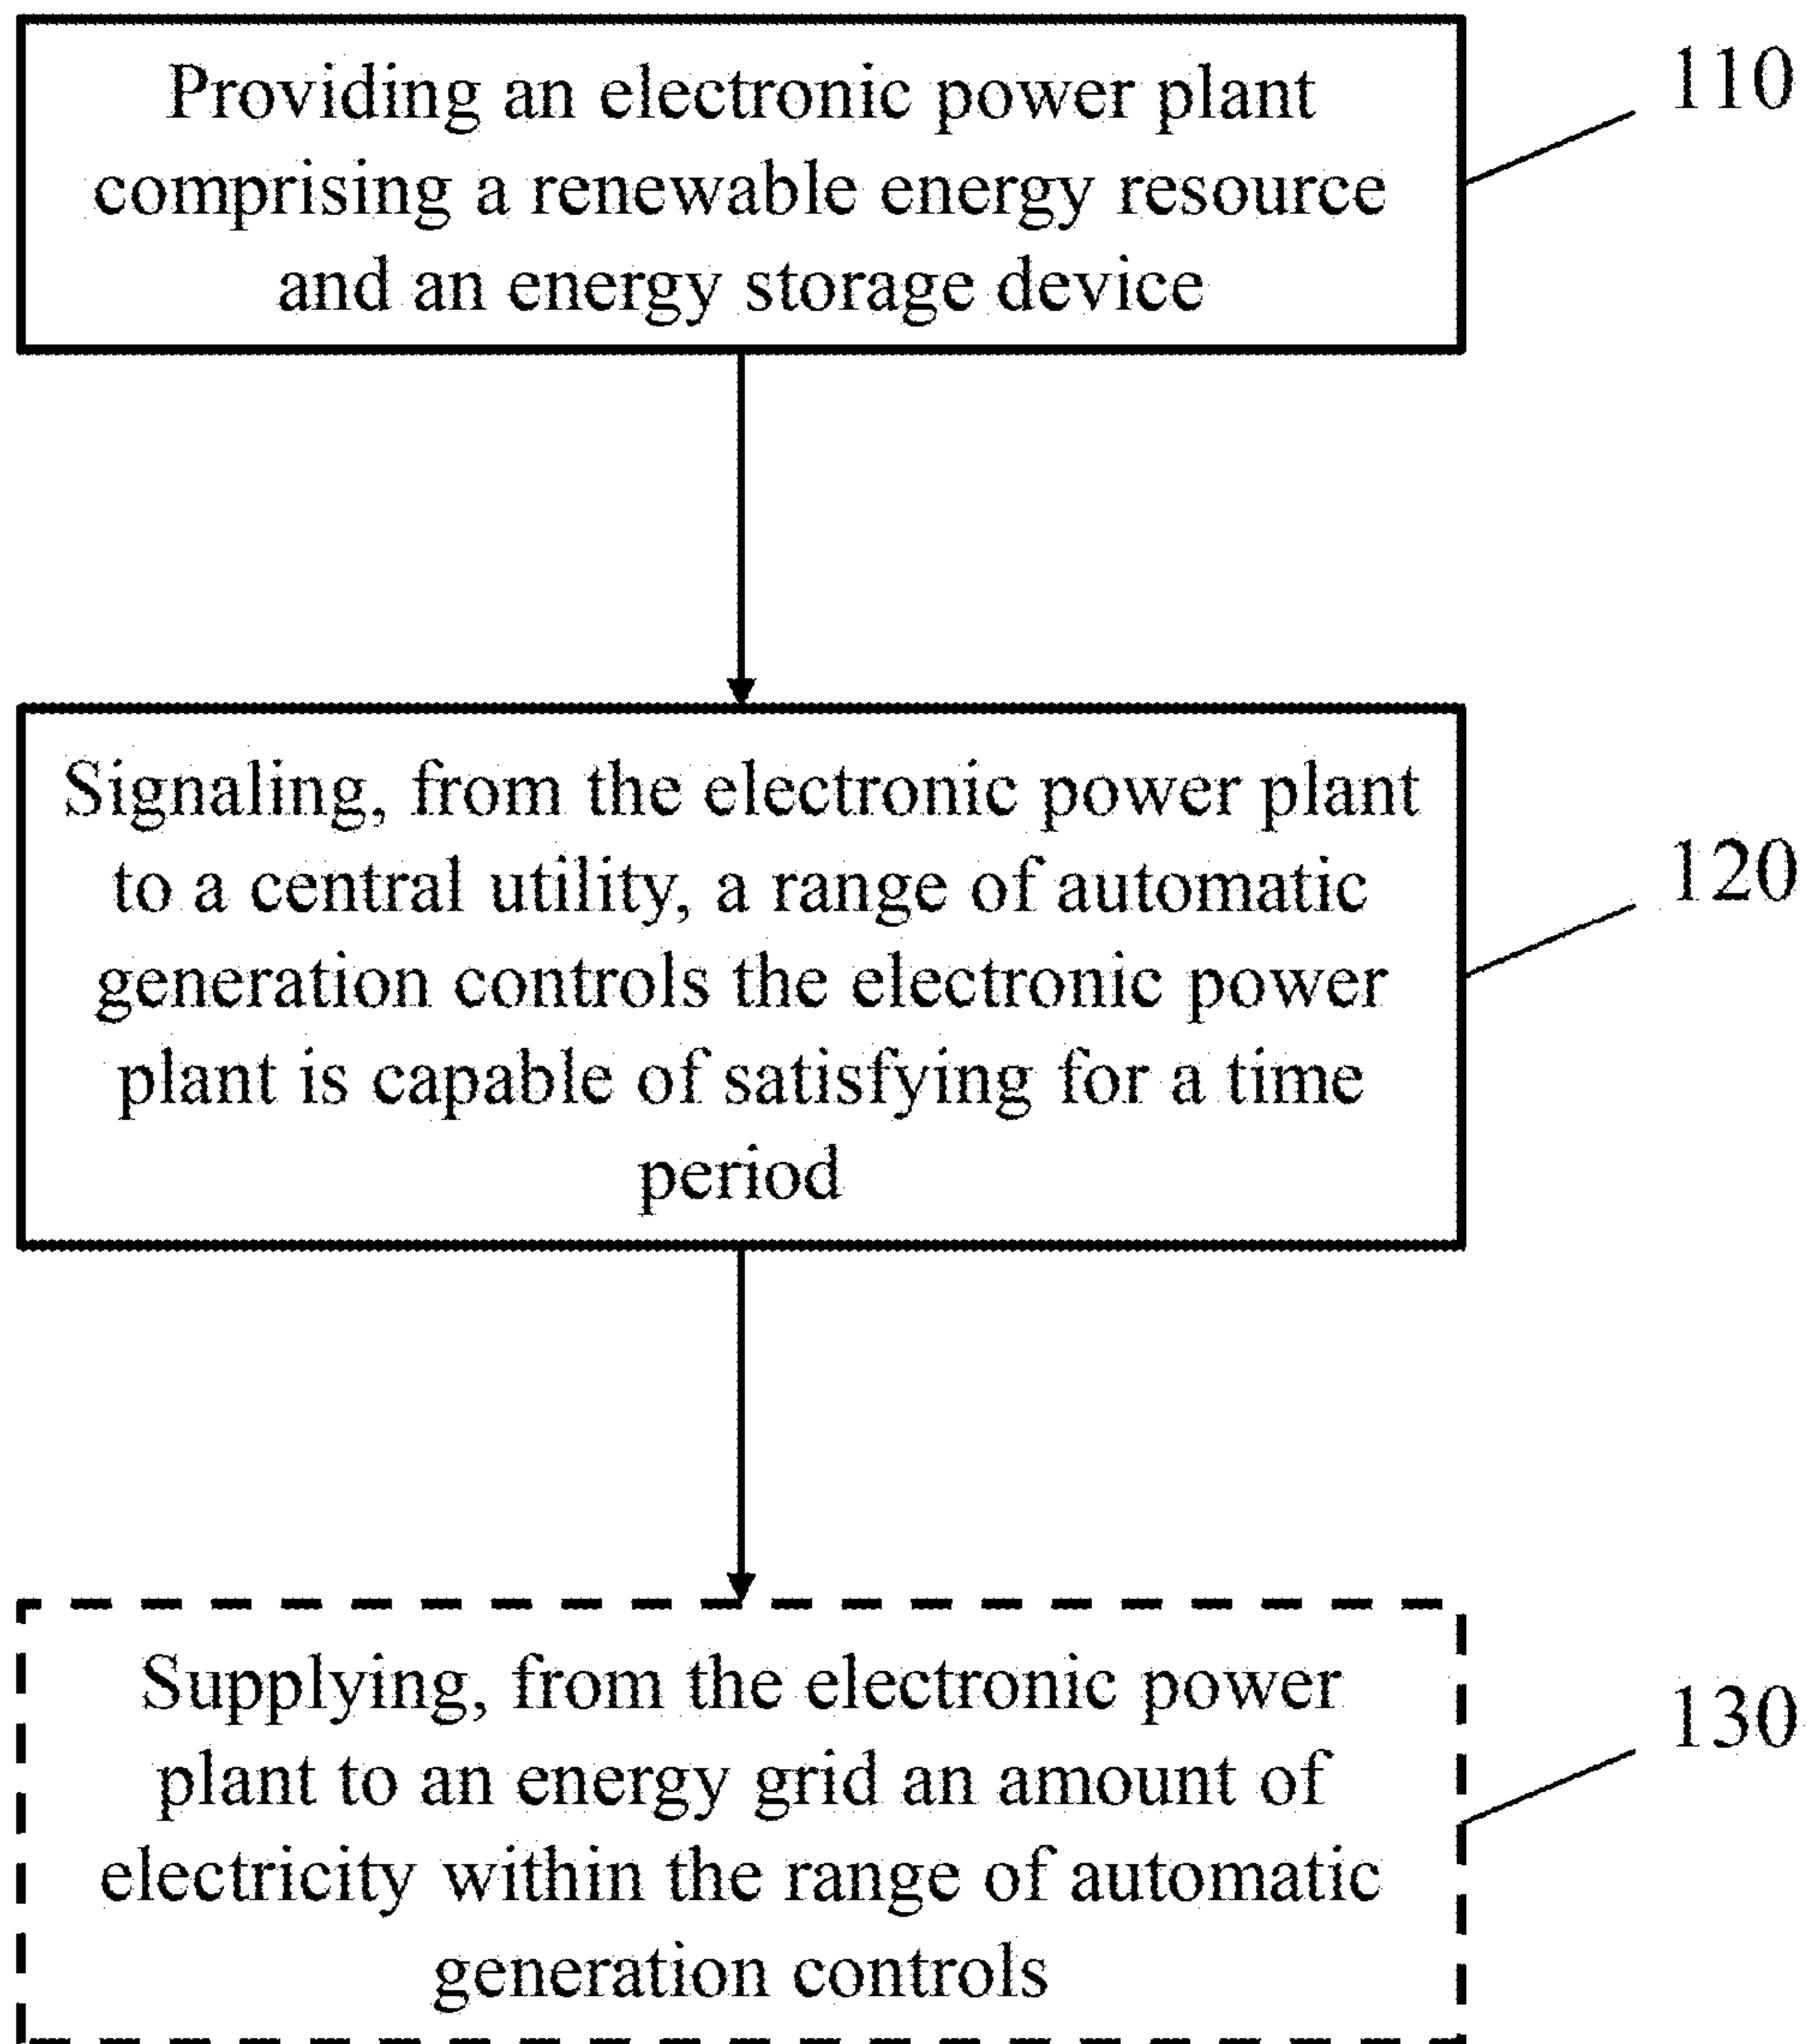 Providing an electronic power plant
comprising a renewable energy resource
and an energy storage device
110
Signaling, from the electronic power plant
to a central utility, a range of automatic
generation controls the electronic power
plant is capable of satisfying for a time
period
120
Supplying, from the electronic power
plant to an energy grid an amount of
electricity within the range of automatic
generation controls
130